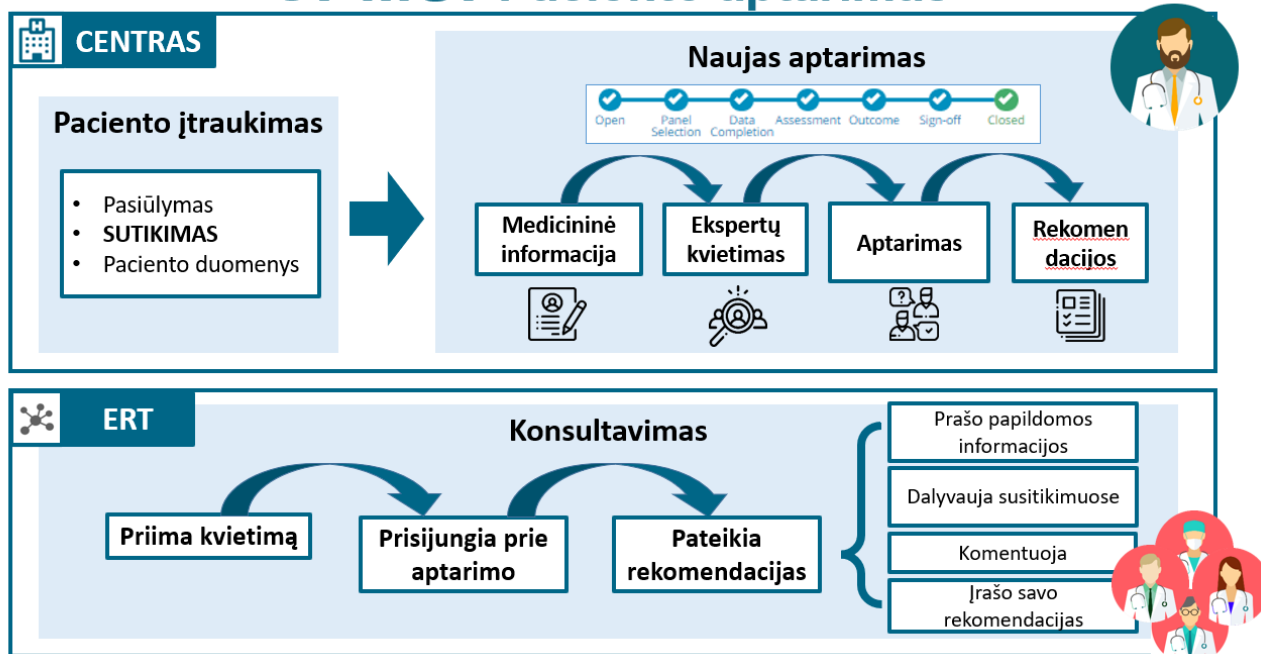 CENTRAS
Paciento įtraukimas
• Pasiūlymas
• SUTIKIMAS
• Paciento duomenys
Naujas aptarimas
Open
Panel
Selection
Data
Completion
Assessment
Outcome
Sign-off
Closed
Medicininė
informacija
Ekspertų
kvietimas
Aptarimas
Rekomen
dacijos
ERT
Konsultavimas
Priima kvietimą
Prisijungia prie
aptarimo
Pateikia
rekomendacijas
Prašo papildomos
informacijos
Dalyvauja susitikimuose
Komentuoja
Įrašo savo
rekomendacijas